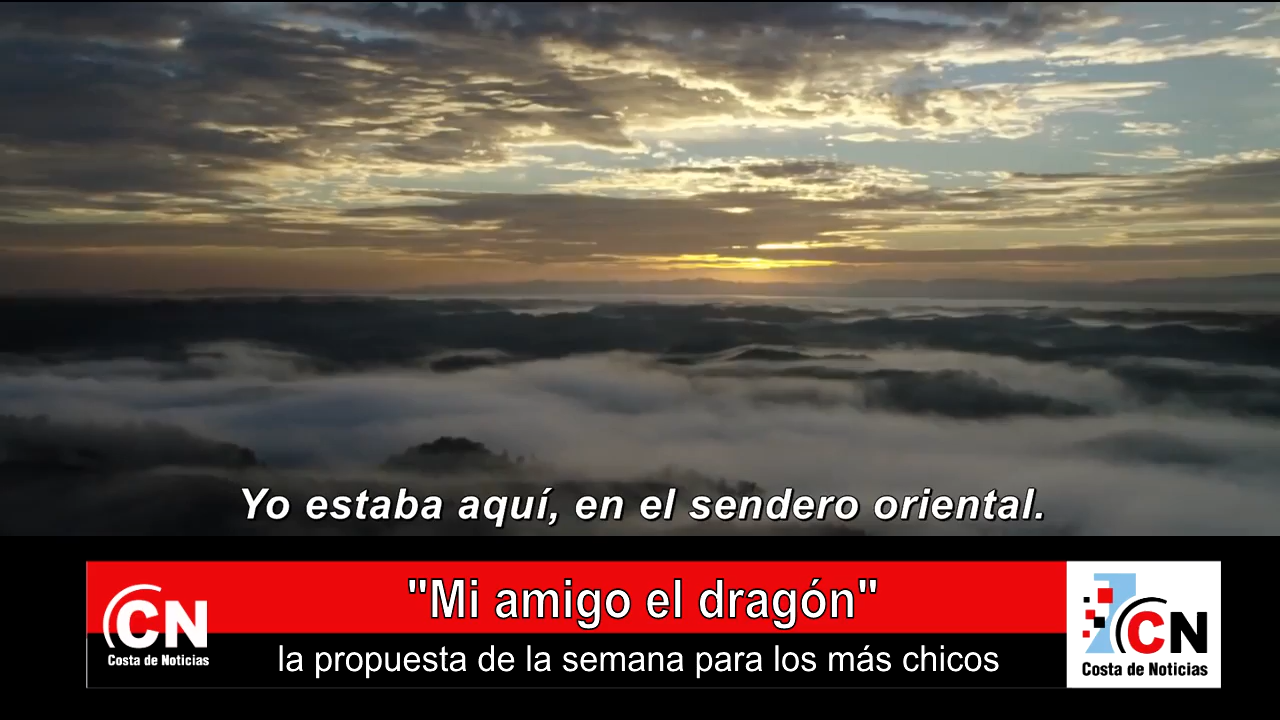 Yo estaba aquí, en el sendero oriental.
"Mi amigo el dragón"
la propuesta de la semana para los más chicos
CN
Costa de Noticias
CN
Costa de Noticias